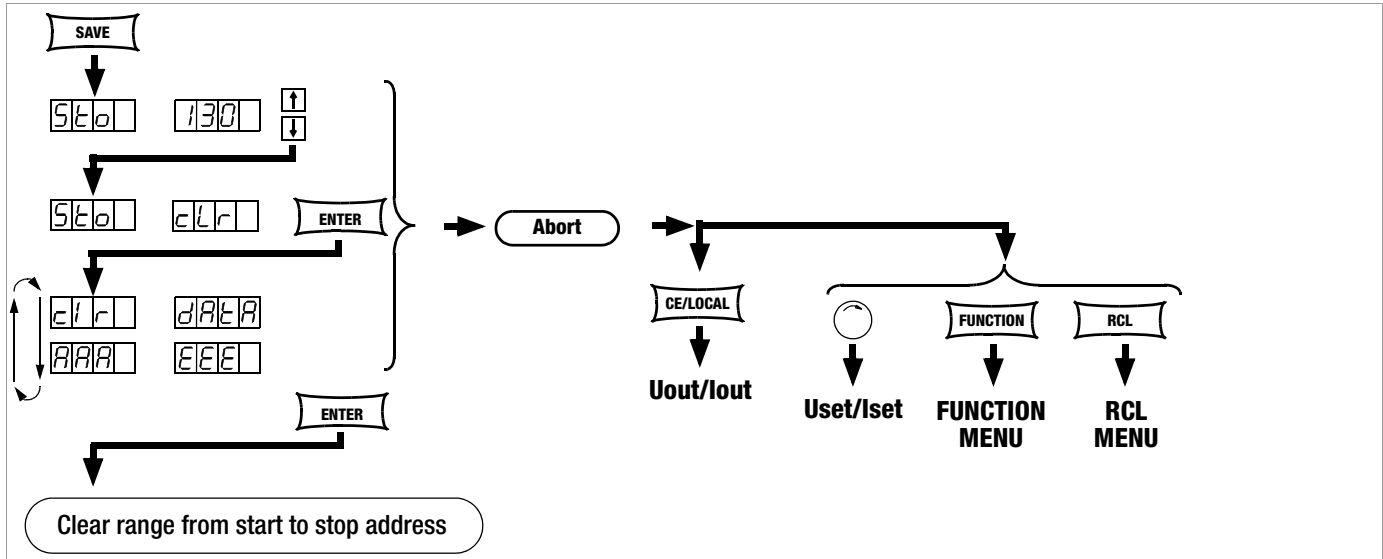 SAVE
Sto 130
Sto cLr ENTER
Abort
clr dAtA
AAA EEE
CE/LOCAL
FUNCTION
RCL
Uout/Iout
Uset/Iset
FUNCTION
MENU
RCL
MENU
ENTER
Clear range from start to stop address